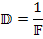 𝔻 = 1/𝔽